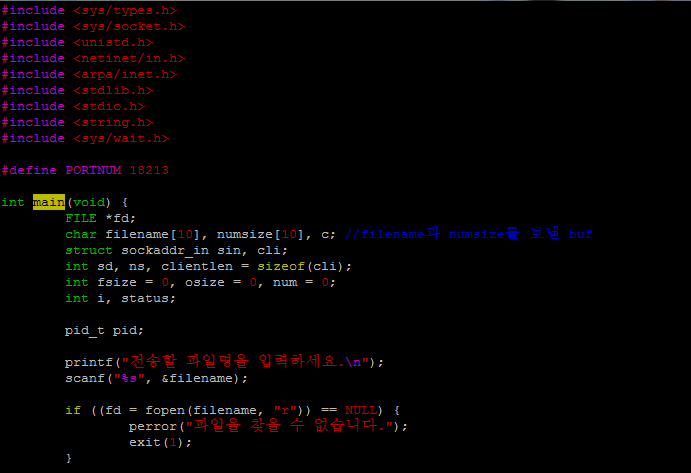 #include <sys/types.h>
#include <sys/socket.h>
#include <unistd.h>
#include <netinet/in.h>
#include <arpa/inet.h>
#include <stdlib.h>
#include <stdio.h>
#include <string.h>
#include <sys/wait.h>

#define PORTNUM 18213

int main(void) {
        FILE *fd;
        char filename[10], numsize[10], c; //filename과 numsize를 보낼 buf
        struct sockaddr_in sin, cli;
        int sd, ns, clientlen = sizeof(cli);
        int fsize = 0, osize = 0, num = 0;
        int i, status;

        pid_t pid;

        printf("전송할 파일명을 입력하세요.\n");
        scanf("%s", &filename);

        if ((fd = fopen(filename, "r")) == NULL) {
                perror("파일을 찾을 수 없습니다.");
                exit(1);
        }